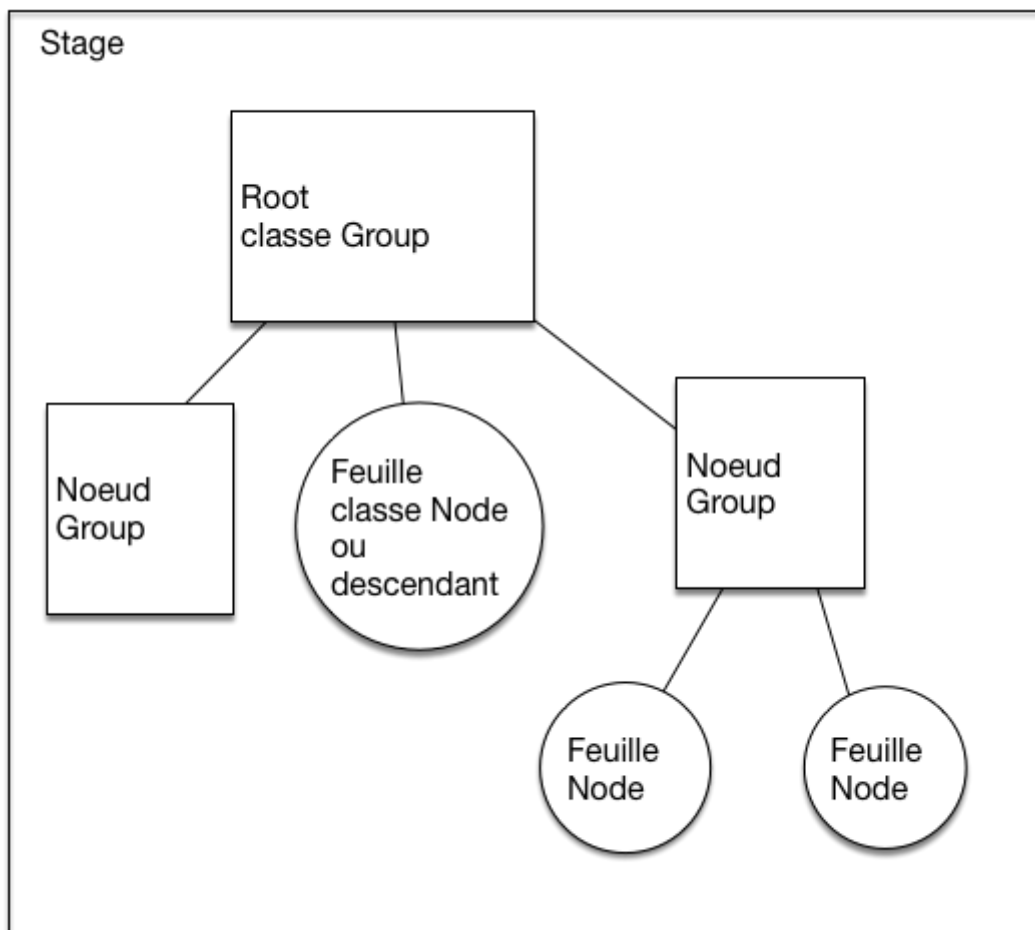 Stage
Root
classe Group
Noeud
Group
Feuille
classe Node
ou
descendant
Noeud
Group
Feuille
Node
Feuille
Node